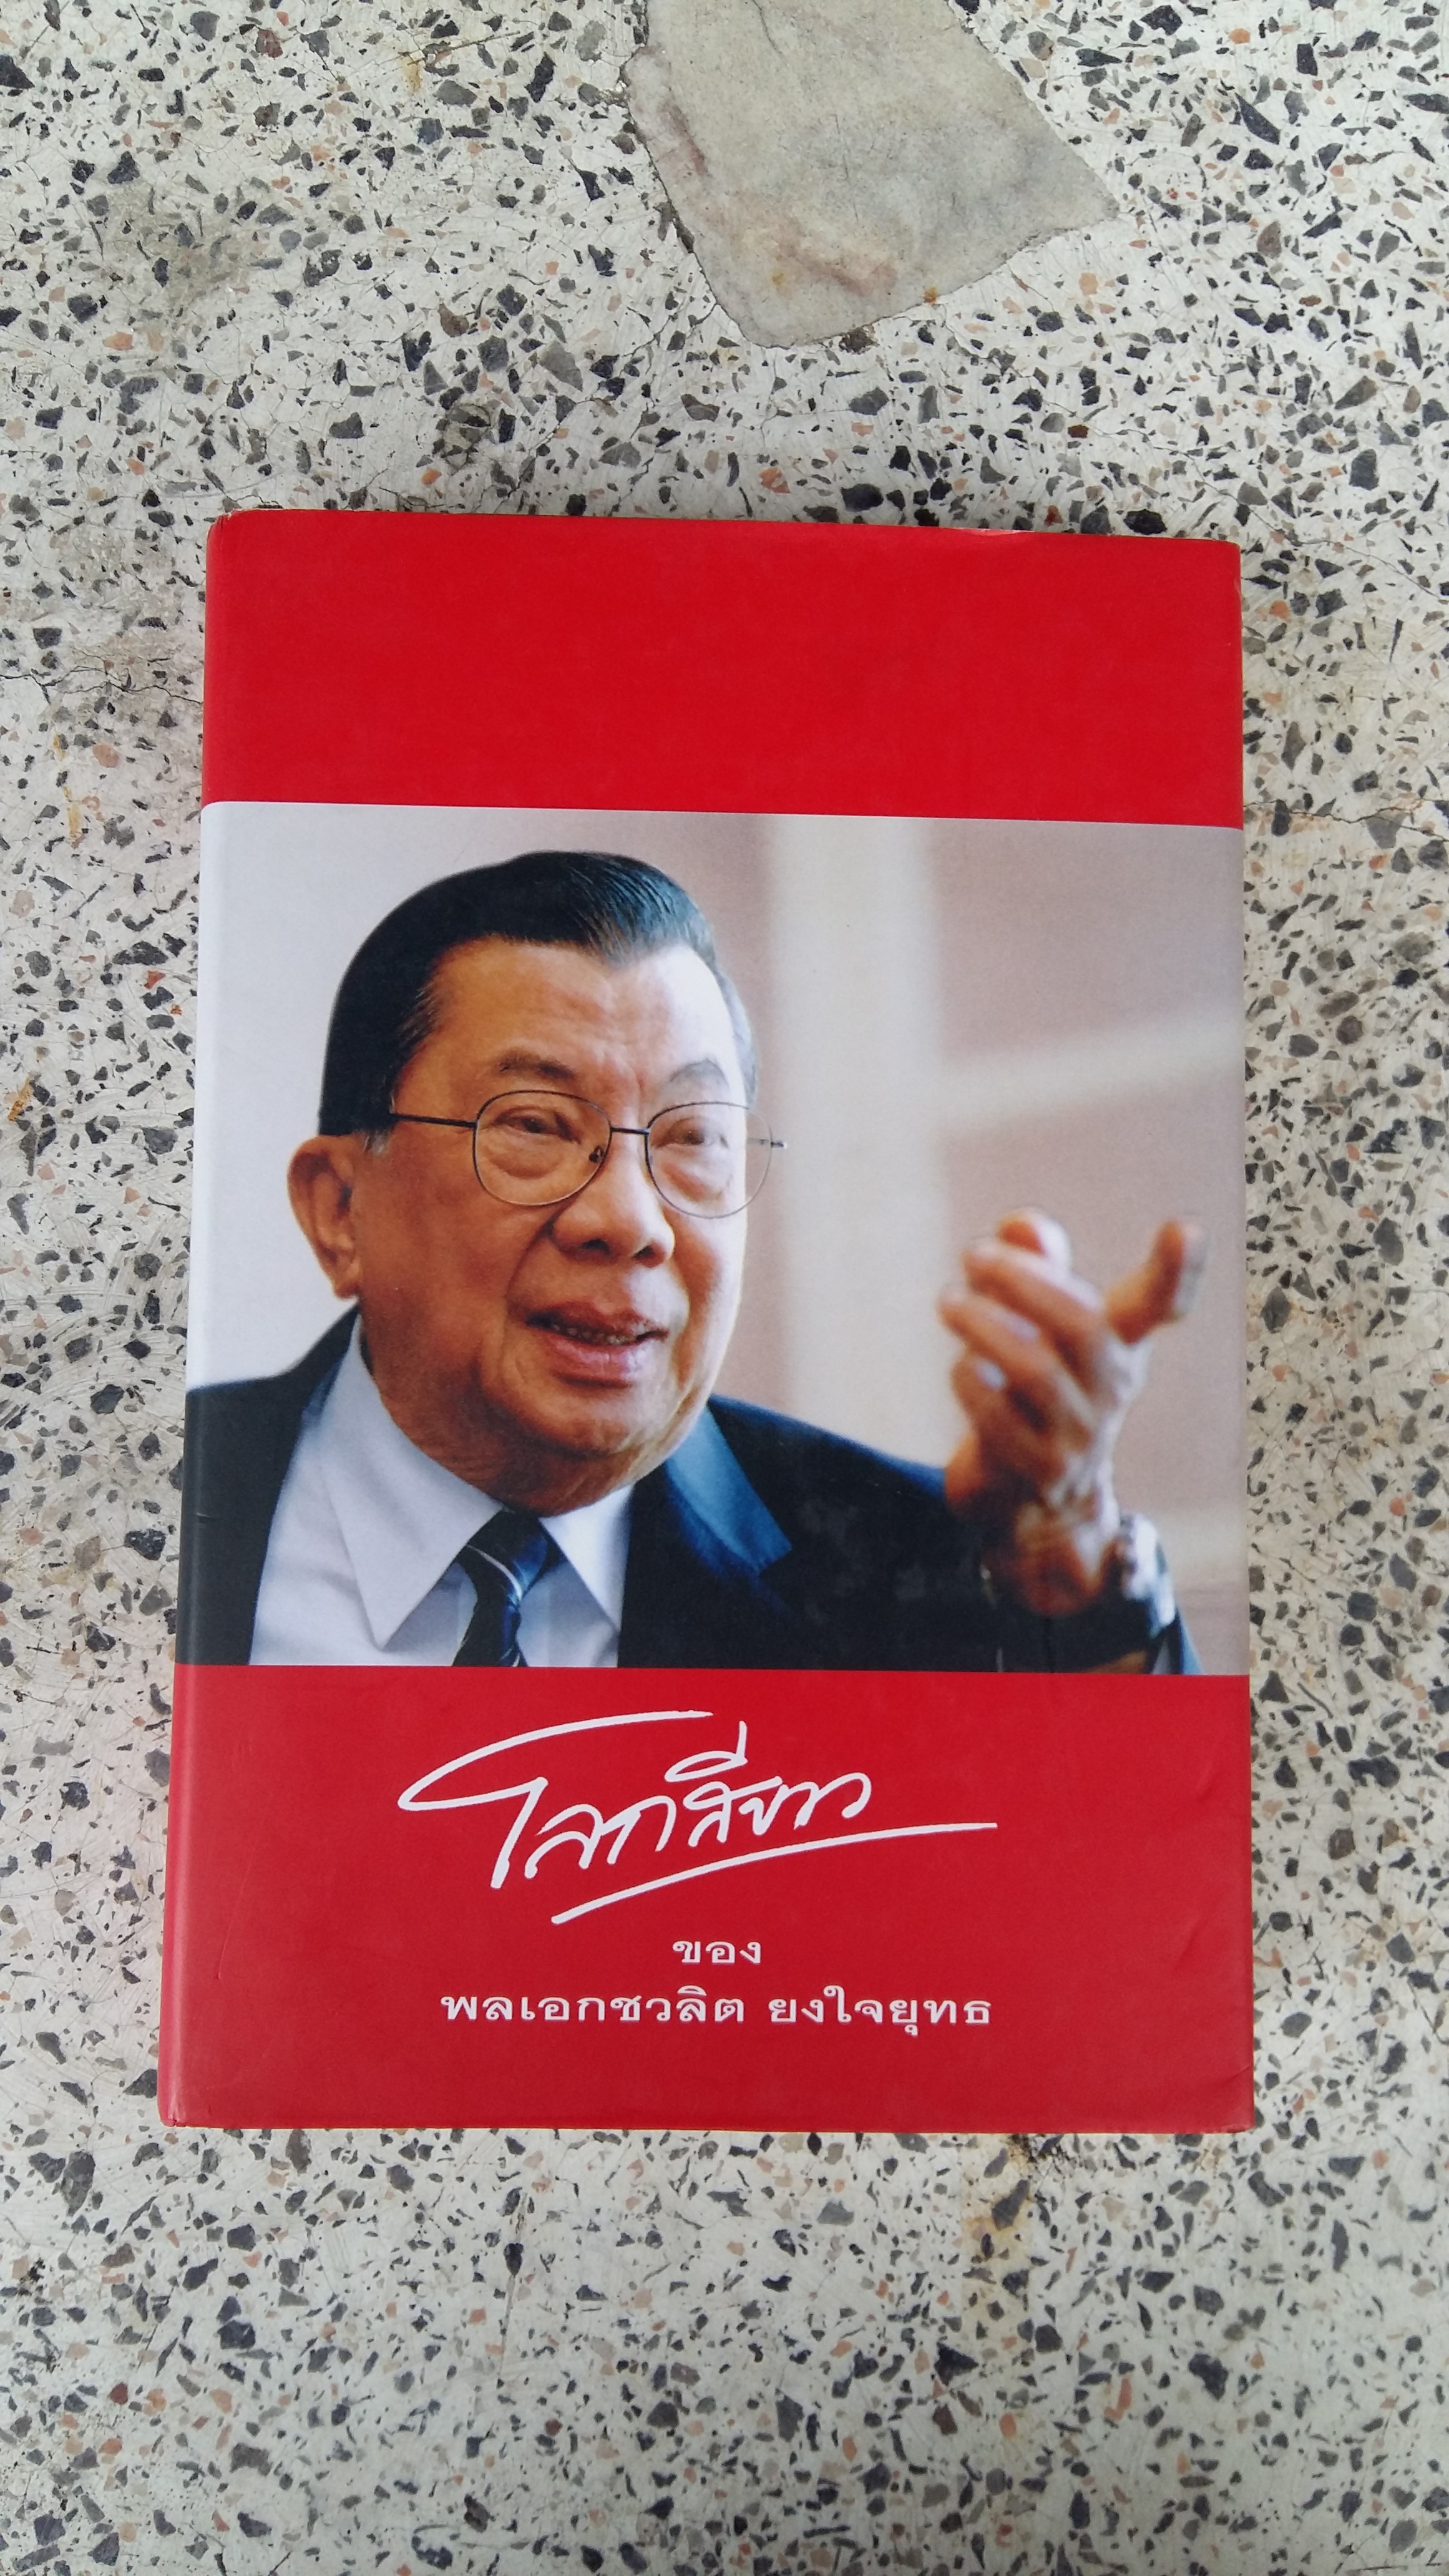 โลกสีขาว
ของ
พลเอกชวลิต ยงใจยุทธ